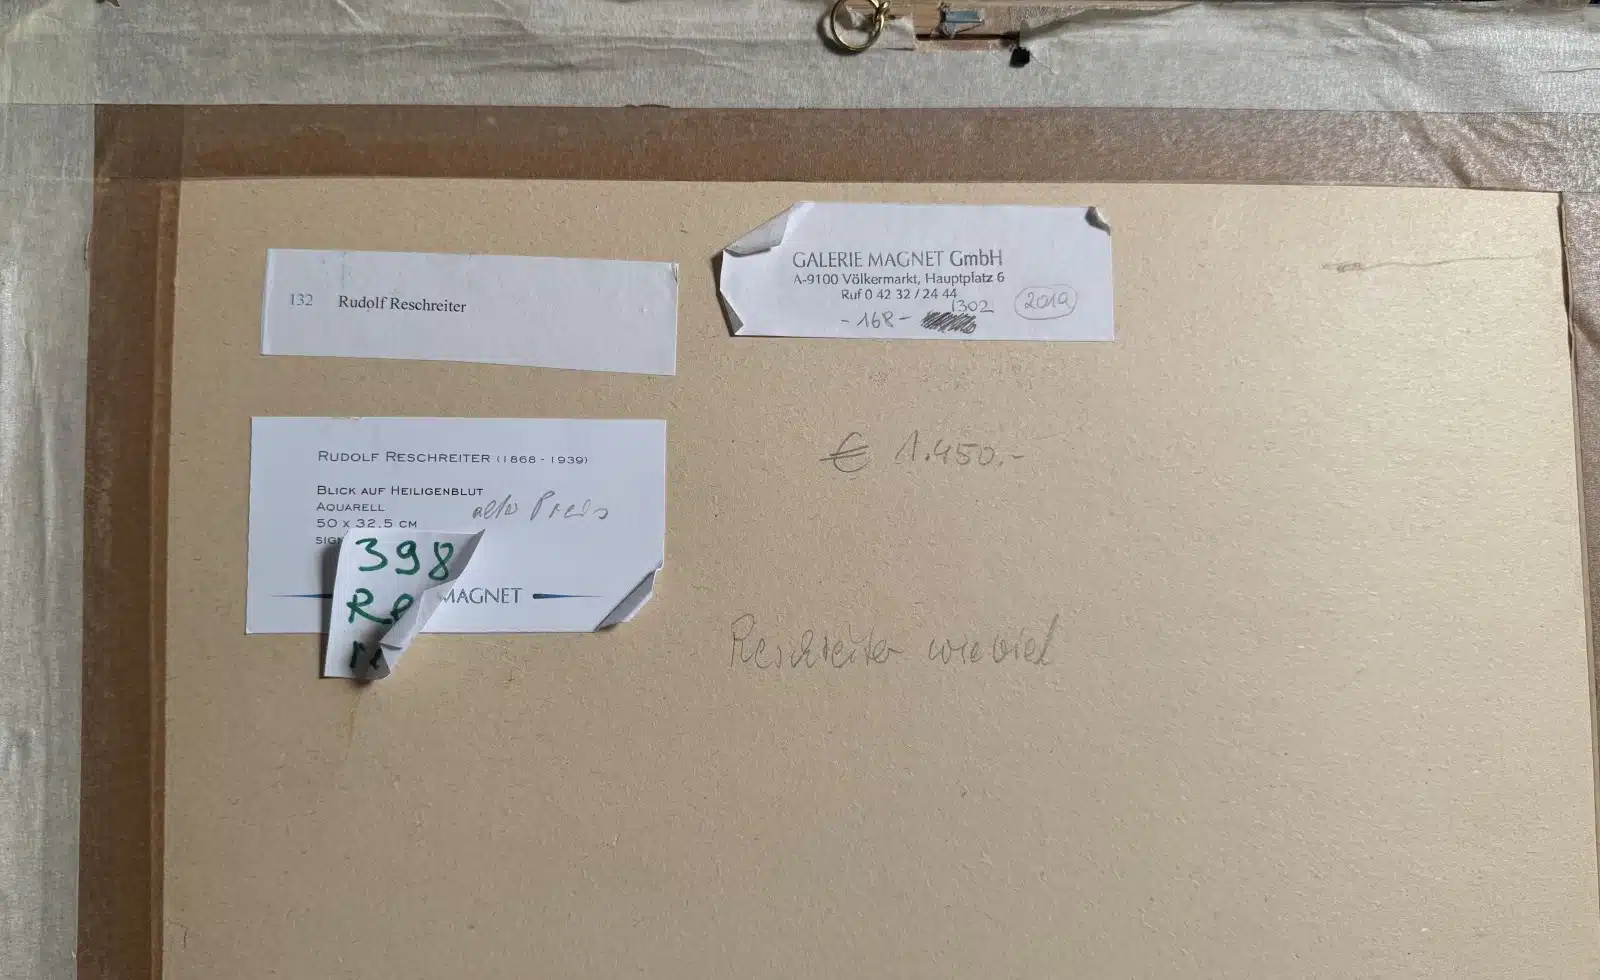 132 Rudolf Reschreiter
GALERIE MAGNET GmbH
A-9100 Völkermarkt, Hauptplatz 6
Ruf 0 42 32 / 24 44
1302
- 168 -
2019
RUDOLF RESCHREITER (1868 - 1939)
BLICK AUF HEILIGENBLUT
AQUARELL
50 X 32.5 CM
Preis
398
Re
MAGNET
€ 1.450.-
Reschreiter wieviel